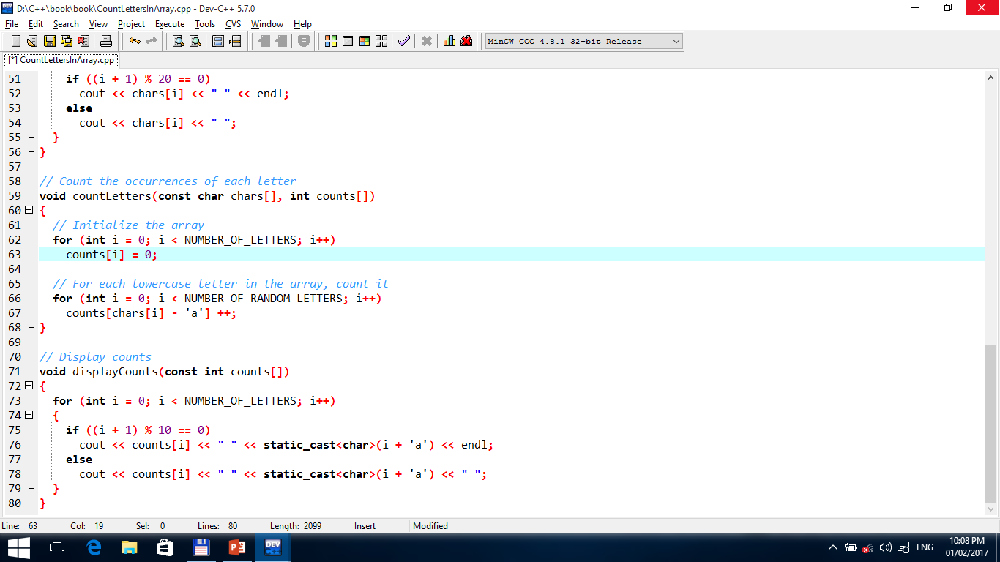 D:\C++\book\book\CountLettersInArray.cpp - Dev-C++ 5.7.0
File Edit Search View Project Execute Tools CVS Window Help
MinGW GCC 4.8.1 32-bit Release
[*] CountLettersInArray.cpp
51     if ((i + 1) % 20 == 0)
52       cout << chars[i] << " " << endl;
53     else
54       cout << chars[i] << " ";
55   }
56 }
57
58 // Count the occurrences of each letter
59 void countLetters(const char chars[], int counts[])
60 {
61   // Initialize the array
62   for (int i = 0; i < NUMBER_OF_LETTERS; i++)
63     counts[i] = 0;
64
65   // For each lowercase letter in the array, count it
66   for (int i = 0; i < NUMBER_OF_RANDOM_LETTERS; i++)
67     counts[chars[i] - 'a'] ++;
68 }
69
70 // Display counts
71 void displayCounts(const int counts[])
72 {
73   for (int i = 0; i < NUMBER_OF_LETTERS; i++)
74   {
75     if ((i + 1) % 10 == 0)
76       cout << counts[i] << " " << static_cast<char>(i + 'a') << endl;
77     else
78       cout << counts[i] << " " << static_cast<char>(i + 'a') << " ";
79   }
80 }
Line: 63 Col: 19 Sel: 0 Lines: 80 Length: 2099 Insert Modified
DEV
ENG
10:08 PM
01/02/2017